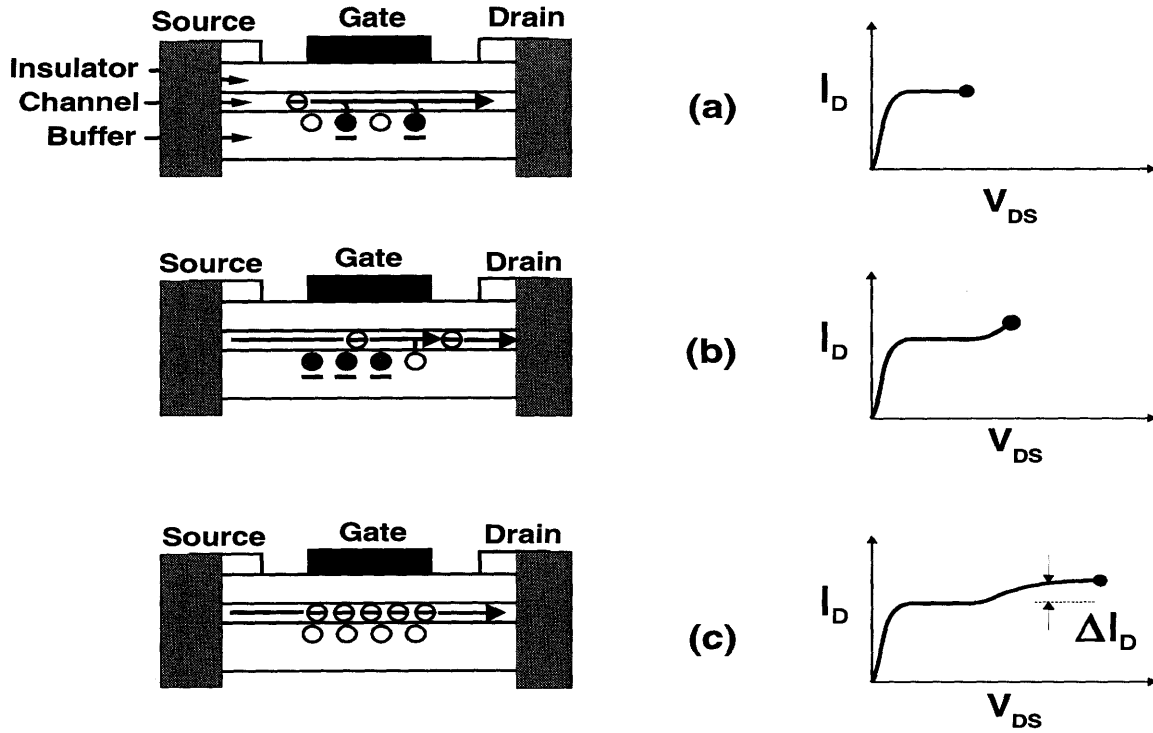 Source Gate Drain
Insulator
Channel
Buffer
(a)
I_D
V_DS
Source Gate Drain
(b)
I_D
V_DS
Source Gate Drain
(c)
I_D
ΔI_D
V_DS